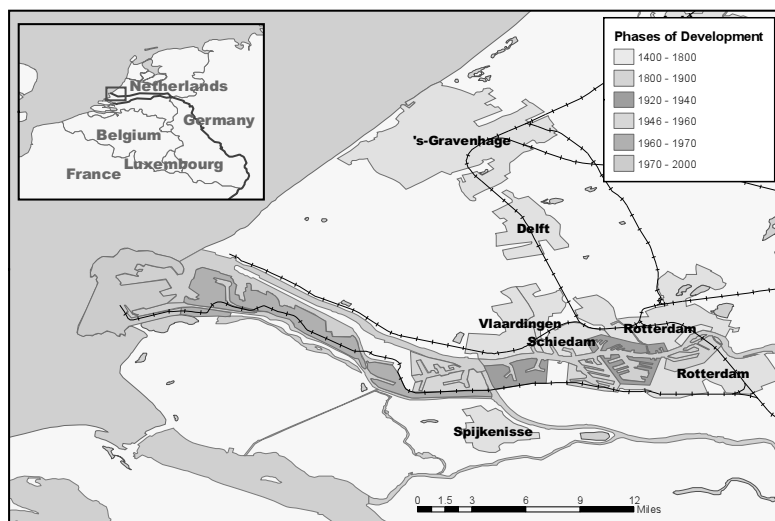 Netherlands
Germany
Belgium
Luxembourg
France
Phases of Development
1400 - 1800
1800 - 1900
1920 - 1940
1946 - 1960
1960 - 1970
1970 - 2000
's-Gravenhage
Delft
Vlaardingen
Schiedam
Rotterdam
Rotterdam
Spijkenisse
0 1.5 3 6 9 12
Miles